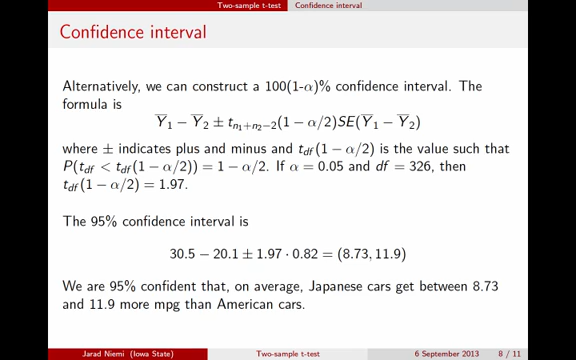 Two-sample t-test Confidence interval
Confidence interval
Alternatively, we can construct a 100(1-α)% confidence interval. The
formula is
Y̅₁ − Y̅₂ ± tₙ₁₊ₙ₂₋₂(1 − α/2)SE(Y̅₁ − Y̅₂)
where ± indicates plus and minus and t_df(1 − α/2) is the value such that
P(t_df < t_df(1 − α/2)) = 1 − α/2. If α = 0.05 and df = 326, then
t_df(1 − α/2) = 1.97.
The 95% confidence interval is
30.5 − 20.1 ± 1.97 · 0.82 = (8.73, 11.9)
We are 95% confident that, on average, Japanese cars get between 8.73
and 11.9 more mpg than American cars.
Jarad Niemi (Iowa State) Two-sample t-test 6 September 2013 8 / 11